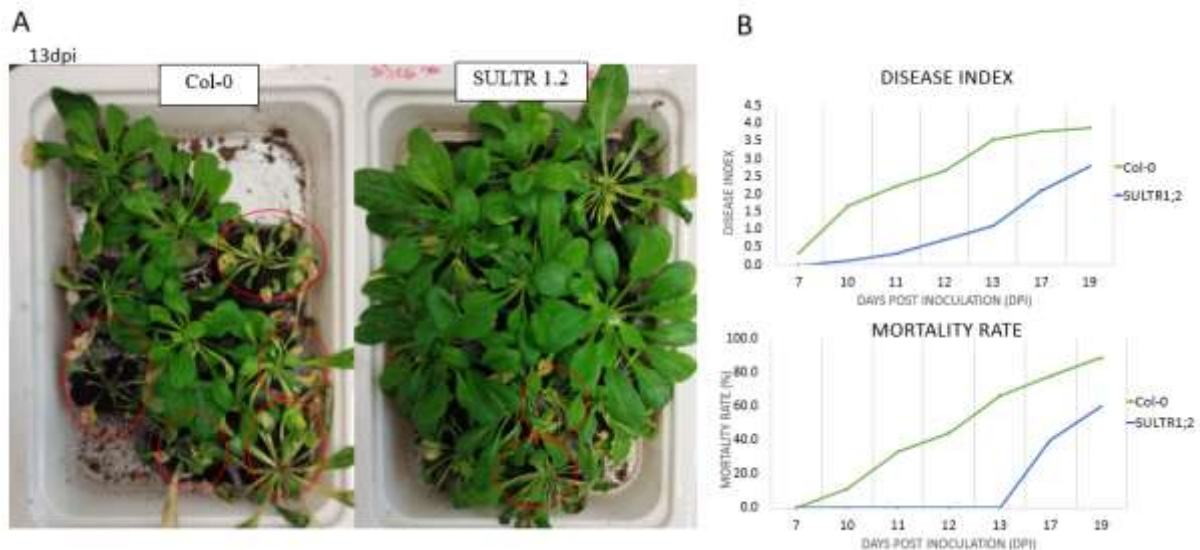 A
13dpi
Col-0
SULTR 1.2
B
DISEASE INDEX
DISEASE INDEX
4.5
4.0
3.5
3.0
2.5
2.0
1.5
1.0
0.5
0.0
7 10 11 12 13 17 19
DAYS POST INOCULATION (DPI)
Col-0
SULTR1;2
MORTALITY RATE
MORTALITY RATE (%)
100.0
80.0
60.0
40.0
20.0
0.0
7 10 11 12 13 17 19
DAYS POST INOCULATION (DPI)
Col-0
SULTR1;2